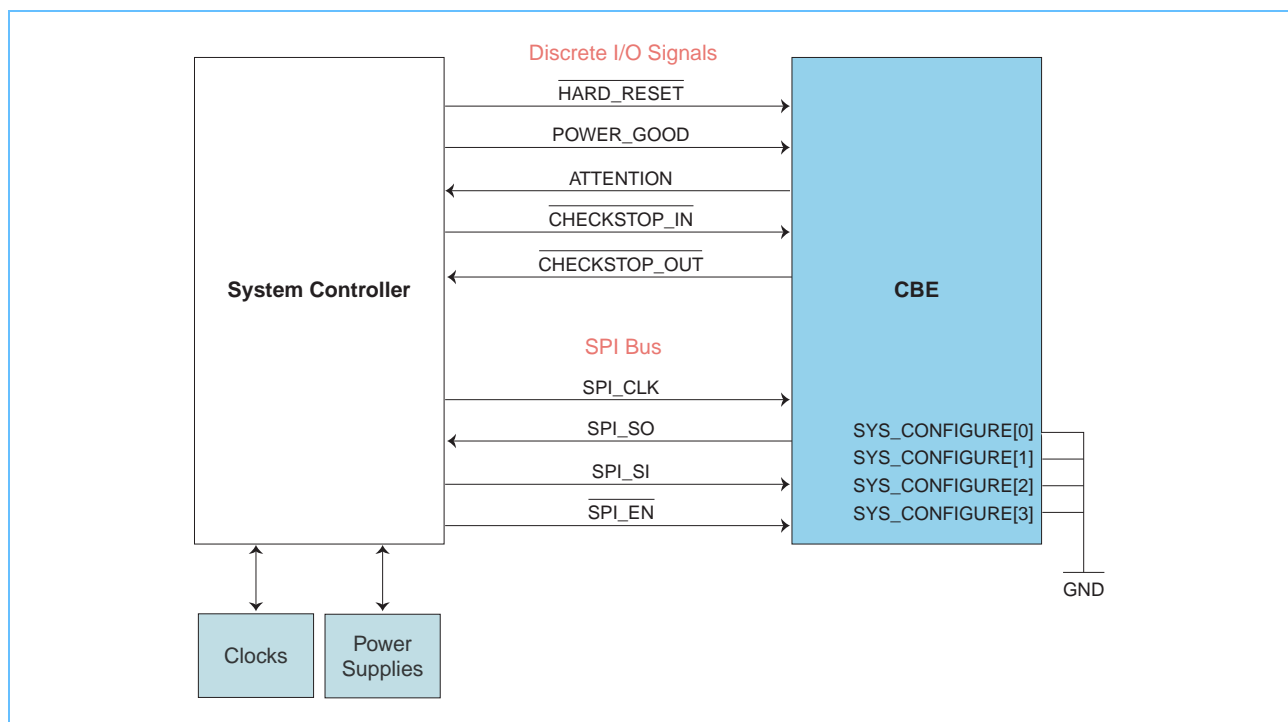 Discrete I/O Signals
HARD_RESET
POWER_GOOD
ATTENTION
CHECKSTOP_IN
CHECKSTOP_OUT
System Controller
CBE
SPI Bus
SPI_CLK
SPI_SO
SPI_SI
SPI_EN
SYS_CONFIGURE[0]
SYS_CONFIGURE[1]
SYS_CONFIGURE[2]
SYS_CONFIGURE[3]
GND
Clocks
Power
Supplies